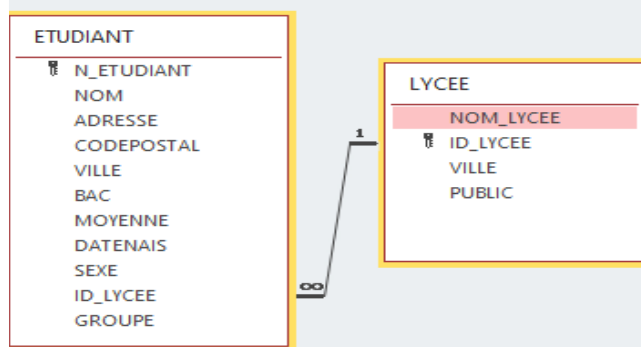 ETUDIANT
N_ETUDIANT
NOM
ADRESSE
CODEPOSTAL
VILLE
BAC
MOYENNE
DATENAIS
SEXE
ID_LYCEE
GROUPE
1
∞
LYCEE
NOM_LYCEE
ID_LYCEE
VILLE
PUBLIC